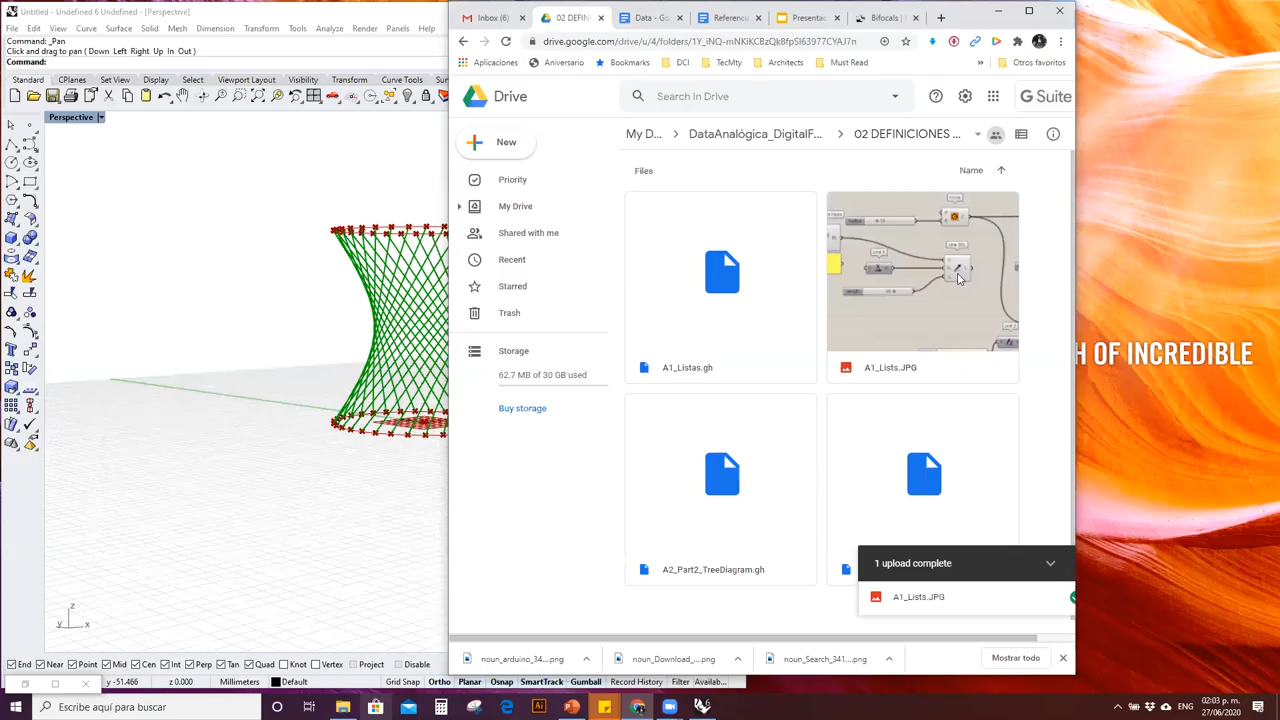 Untitled - Undefined 6 Undefined - [Perspective]
File Edit View Curve Surface Solid Mesh Dimension Transform Tools Analyze Render Panels Help
Command: _Pan
Click and drag to pan ( Down Left Right Up In Out )
Command:
Standard CPlanes Set View Display Select Viewport Layout Visibility Transform Curve Tools
Perspective
z
y x
End Near Point Mid Cen Int Perp Tan Quad Knot Vertex Project Disable
y -51.466 z 0.000 Millimeters Default Grid Snap Ortho Planar Osnap SmartTrack Gumball Record History Filter Availab...
Inbox (6)
02 DEFIN
Data - Go
Referenc
Presentac
Bifocals |
drive.google.com/drive/u/4/folders/
Aplicaciones Aniversario Bookmarks DCI TecMty Architects Must Read » Otros favoritos
Drive
Search in Drive
G Suite
New
My D... > DataAnalógica_DigitalF... > 02 DEFINICIONES ...
Files
Name
Priority
My Drive
Shared with me
Recent
Starred
Trash
Storage
62.7 MB of 30 GB used
Buy storage
A1_Listas.gh
A1_Lists.JPG
A2_Part2_TreeDiagram.gh
1 upload complete
A1_Lists.JPG
noun_arduino_34....png
noun_Download_....png
noun_Search_341....png
Mostrar todo
H OF INCREDIBLE
Escribe aquí para buscar
ENG
02:03 p. m.
27/06/2020